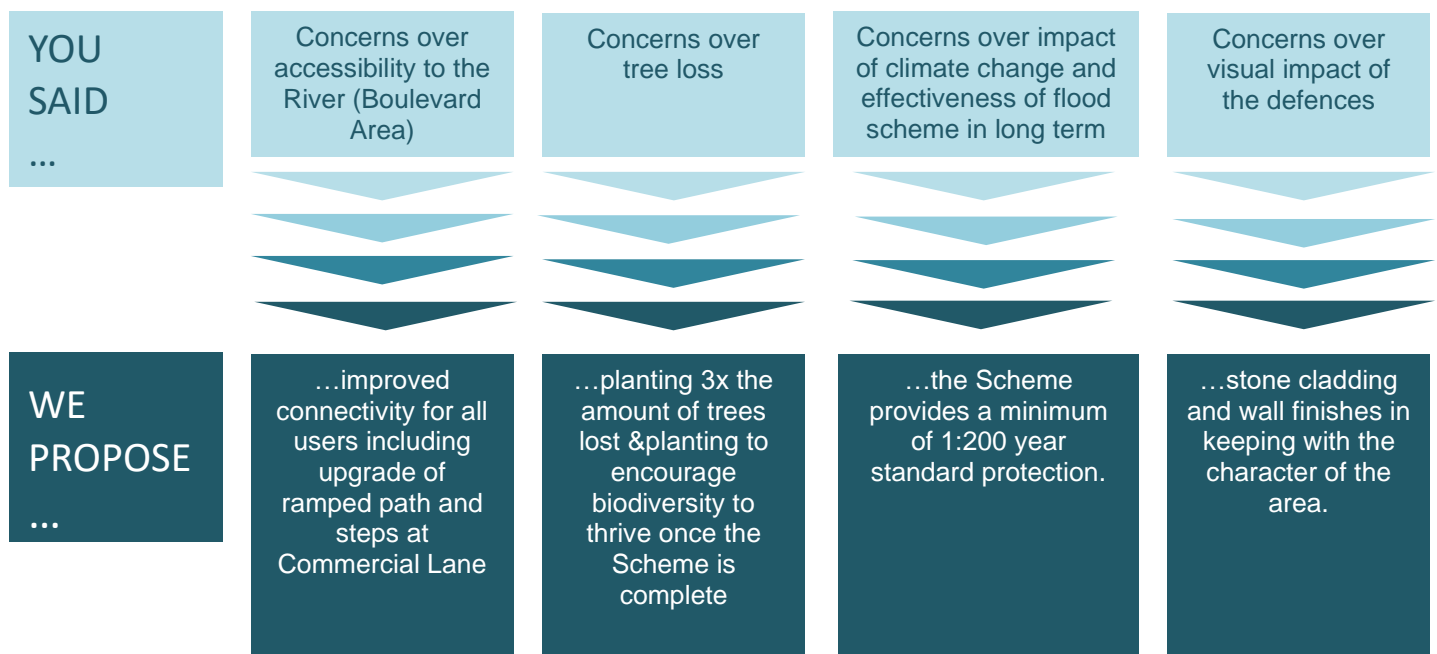 YOU
SAID
…
Concerns over
accessibility to the
River (Boulevard
Area)
Concerns over
tree loss
Concerns over impact
of climate change and
effectiveness of flood
scheme in long term
Concerns over
visual impact of
the defences
WE
PROPOSE
…
…improved
connectivity for all
users including
upgrade of
ramped path and
steps at
Commercial Lane
…planting 3x the
amount of trees
lost &planting to
encourage
biodiversity to
thrive once the
Scheme is
complete
…the Scheme
provides a minimum
of 1:200 year
standard protection.
…stone cladding
and wall finishes in
keeping with the
character of the
area.